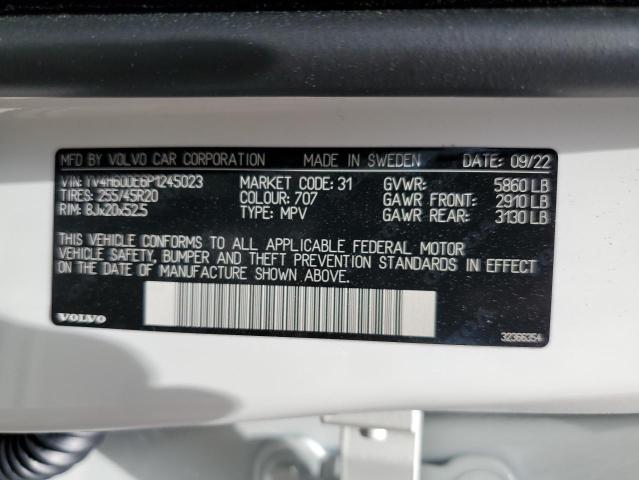 MFD BY VOLVO CAR CORPORATION MADE IN SWEDEN DATE: 09/22
VIN: YV4H60DE6P1245023 MARKET CODE: 31 GVWR: 5860 LB
TIRES: 255/45R20 COLOUR: 707 GAWR FRONT: 2910 LB
RIM: 8Jx20x52.5 TYPE: MPV GAWR REAR: 3130 LB
THIS VEHICLE CONFORMS TO ALL APPLICABLE FEDERAL MOTOR
VEHICLE SAFETY, BUMPER AND THEFT PREVENTION STANDARDS IN EFFECT
ON THE DATE OF MANUFACTURE SHOWN ABOVE.
VOLVO 32366354